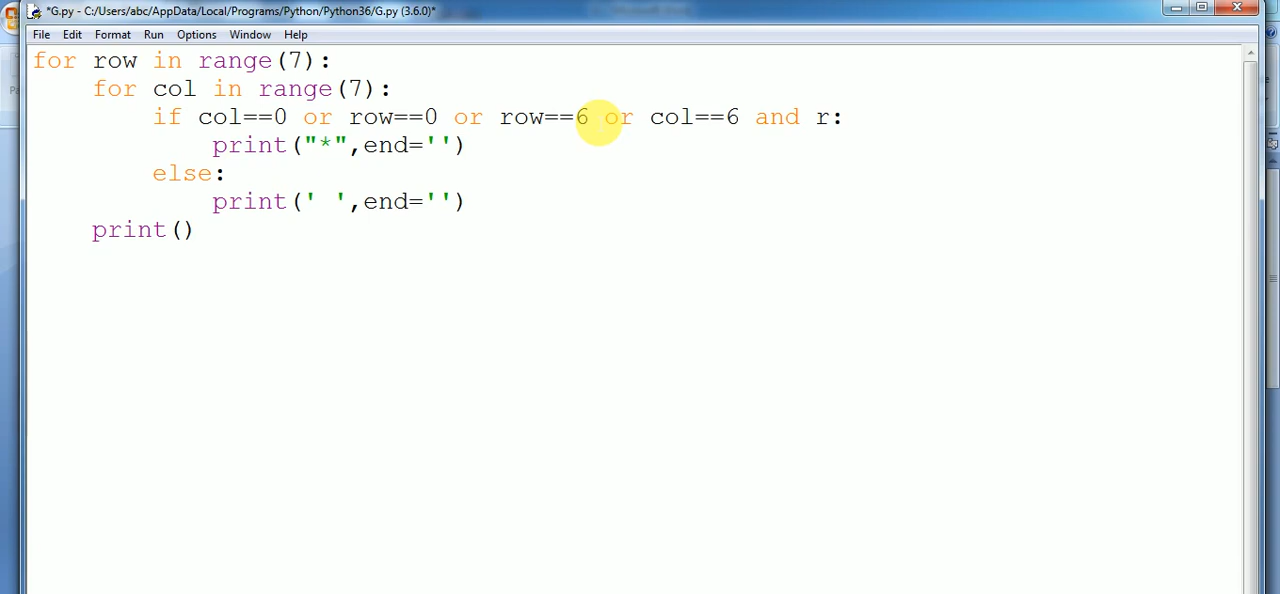 *G.py - C:/Users/abc/AppData/Local/Programs/Python/Python36/G.py (3.6.0)*
File Edit Format Run Options Window Help
for row in range(7):
    for col in range(7):
        if col==0 or row==0 or row==6 or col==6 and r:
            print("*",end='')
        else:
            print(' ',end='')
    print()